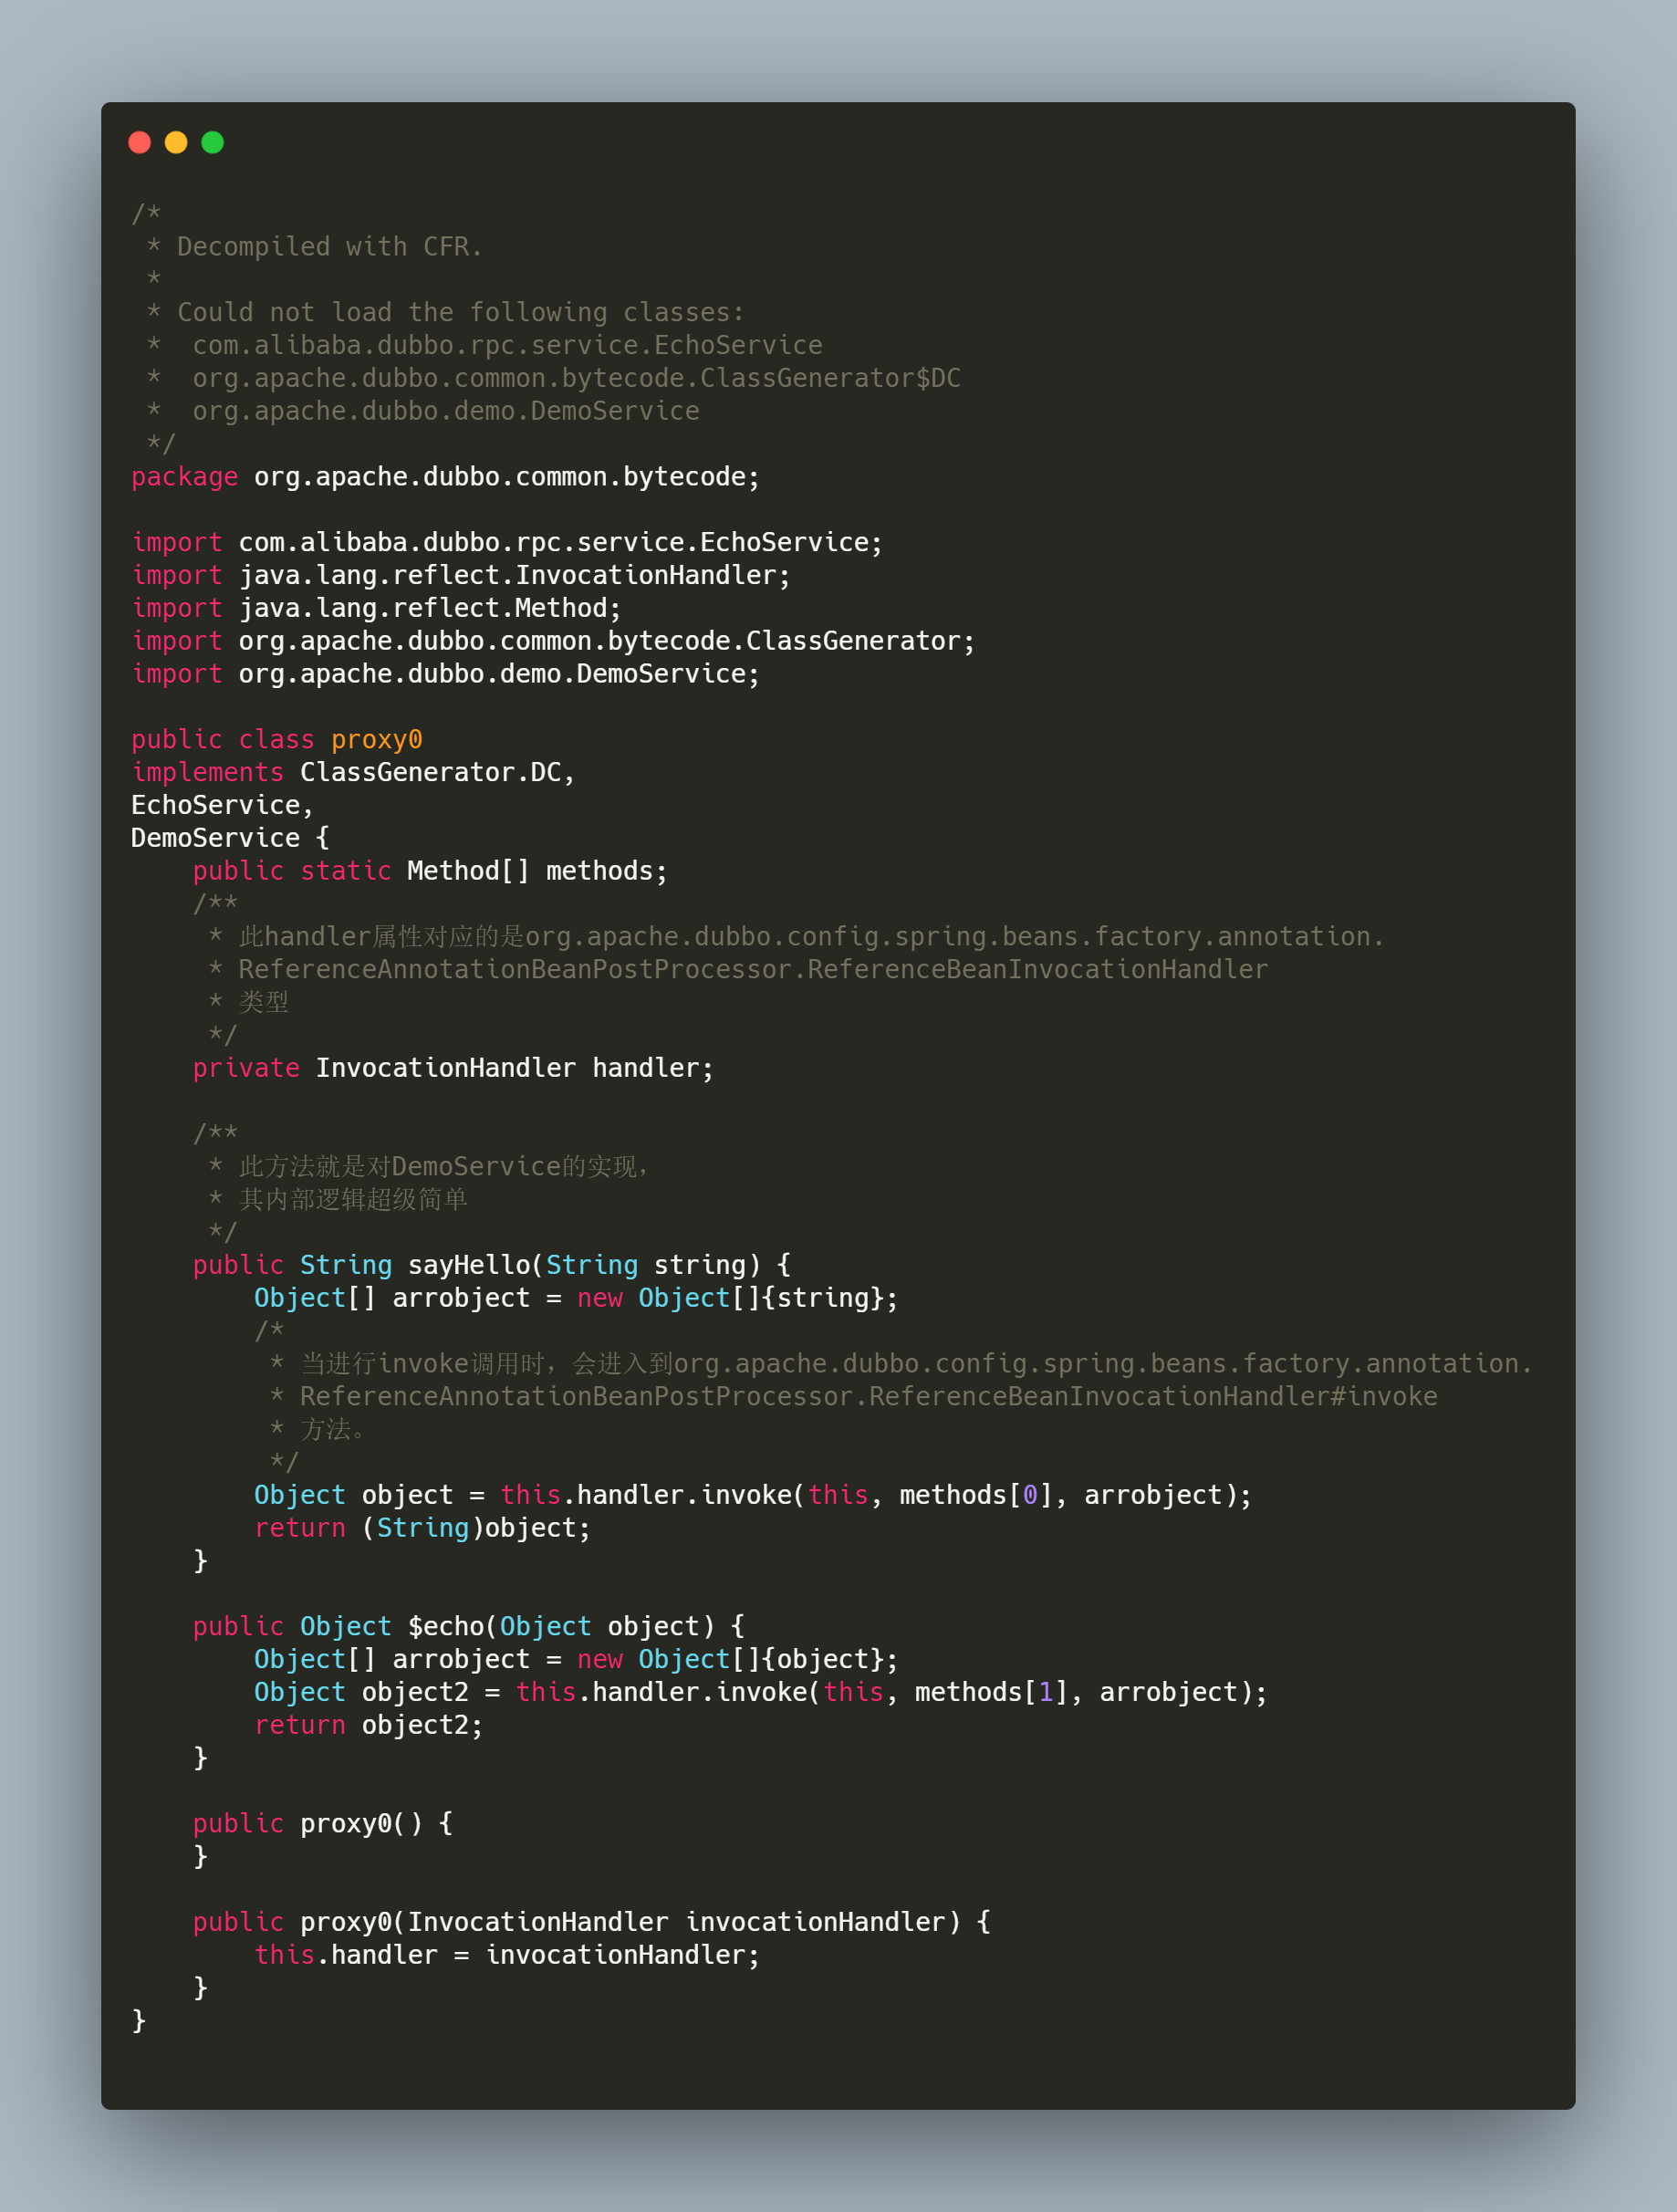 /*
 * Decompiled with CFR.
 *
 * Could not load the following classes:
 *  com.alibaba.dubbo.rpc.service.EchoService
 *  org.apache.dubbo.common.bytecode.ClassGenerator$DC
 *  org.apache.dubbo.demo.DemoService
 */
package org.apache.dubbo.common.bytecode;

import com.alibaba.dubbo.rpc.service.EchoService;
import java.lang.reflect.InvocationHandler;
import java.lang.reflect.Method;
import org.apache.dubbo.common.bytecode.ClassGenerator;
import org.apache.dubbo.demo.DemoService;

public class proxy0
implements ClassGenerator.DC,
EchoService,
DemoService {
    public static Method[] methods;
    /**
     * 此handler属性对应的是org.apache.dubbo.config.spring.beans.factory.annotation.
     * ReferenceAnnotationBeanPostProcessor.ReferenceBeanInvocationHandler
     * 类型
     */
    private InvocationHandler handler;

    /**
     * 此方法就是对DemoService的实现，
     * 其内部逻辑超级简单
     */
    public String sayHello(String string) {
        Object[] arrobject = new Object[]{string};
        /*
         * 当进行invoke调用时，会进入到org.apache.dubbo.config.spring.beans.factory.annotation.
         * ReferenceAnnotationBeanPostProcessor.ReferenceBeanInvocationHandler#invoke
         * 方法。
         */
        Object object = this.handler.invoke(this, methods[0], arrobject);
        return (String)object;
    }

    public Object $echo(Object object) {
        Object[] arrobject = new Object[]{object};
        Object object2 = this.handler.invoke(this, methods[1], arrobject);
        return object2;
    }

    public proxy0() {
    }

    public proxy0(InvocationHandler invocationHandler) {
        this.handler = invocationHandler;
    }
}